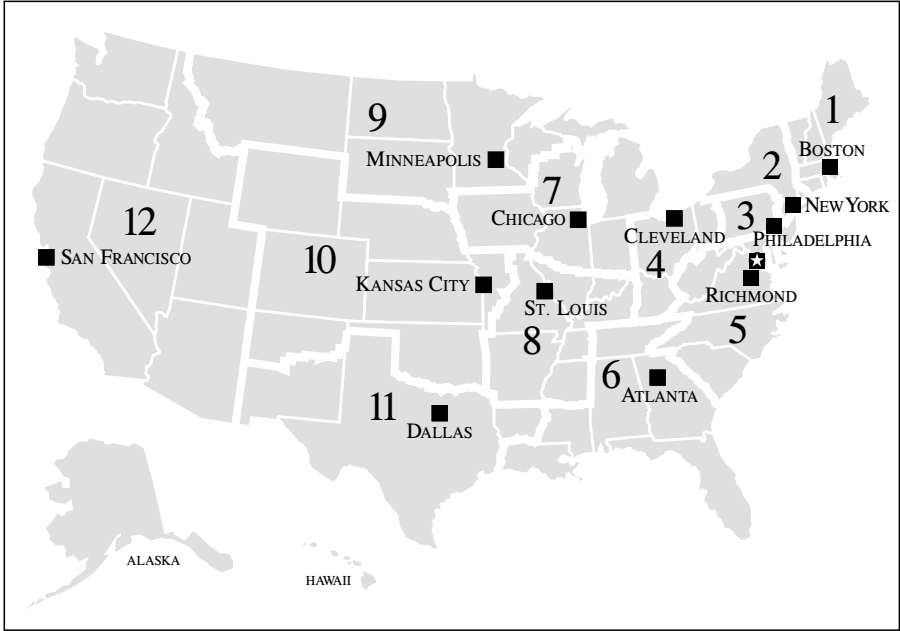 9
1
MINNEAPOLIS
BOSTON
2
7
NEW YORK
12
CHICAGO
3
CLEVELAND
PHILADELPHIA
SAN FRANCISCO
10
4
KANSAS CITY
RICHMOND
ST. LOUIS
5
8
6
ATLANTA
11
DALLAS
ALASKA
HAWAII